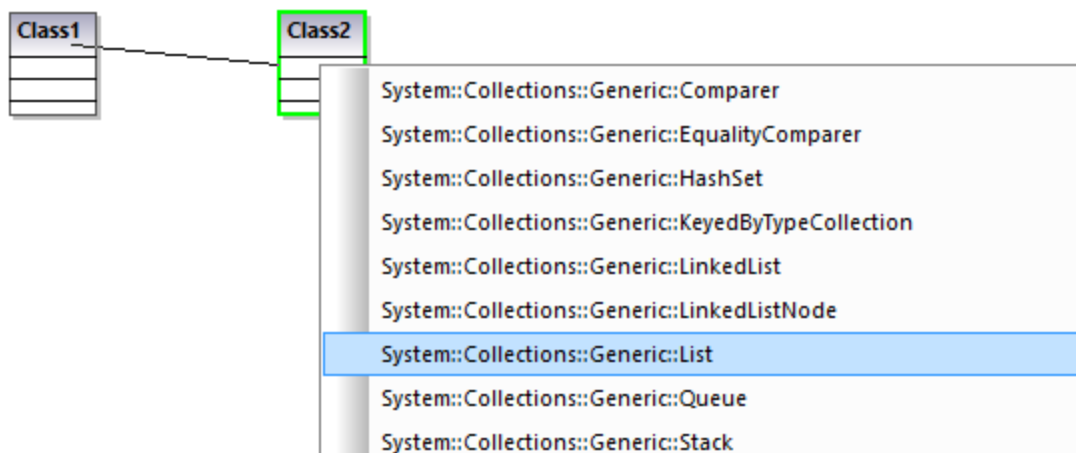 Class1
Class2
System::Collections::Generic::Comparer
System::Collections::Generic::EqualityComparer
System::Collections::Generic::HashSet
System::Collections::Generic::KeyedByTypeCollection
System::Collections::Generic::LinkedList
System::Collections::Generic::LinkedListNode
System::Collections::Generic::List
System::Collections::Generic::Queue
System::Collections::Generic::Stack